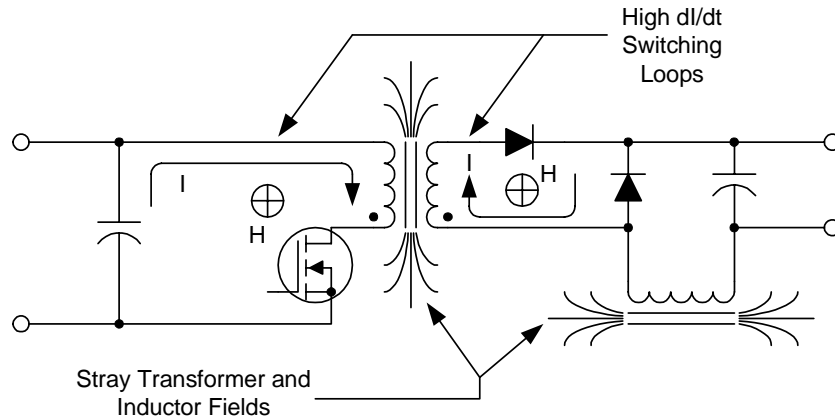 High dI/dt
Switching
Loops
I
I
H
H
Stray Transformer and
Inductor Fields